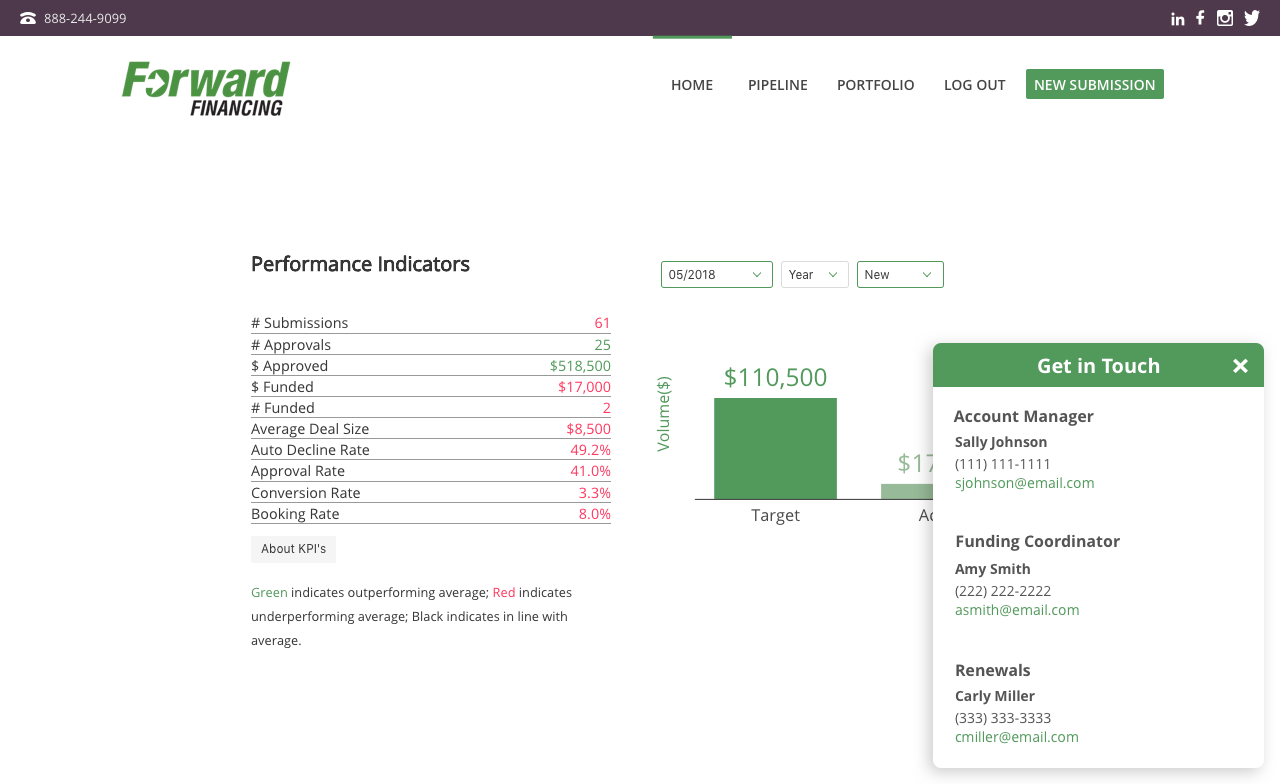 888-244-9099
Forward
FINANCING
HOME PIPELINE PORTFOLIO LOG OUT NEW SUBMISSION
Performance Indicators
05/2018 Year New
# Submissions 61
# Approvals 25
$ Approved $518,500
$ Funded $17,000
# Funded 2
Average Deal Size $8,500
Auto Decline Rate 49.2%
Approval Rate 41.0%
Conversion Rate 3.3%
Booking Rate 8.0%
About KPI's
Green indicates outperforming average; Red indicates
underperforming average; Black indicates in line with
average.
Volume($)
$110,500
$17
Target
Get in Touch
Account Manager
Sally Johnson
(111) 111-1111
sjohnson@email.com
Funding Coordinator
Amy Smith
(222) 222-2222
asmith@email.com
Renewals
Carly Miller
(333) 333-3333
cmiller@email.com